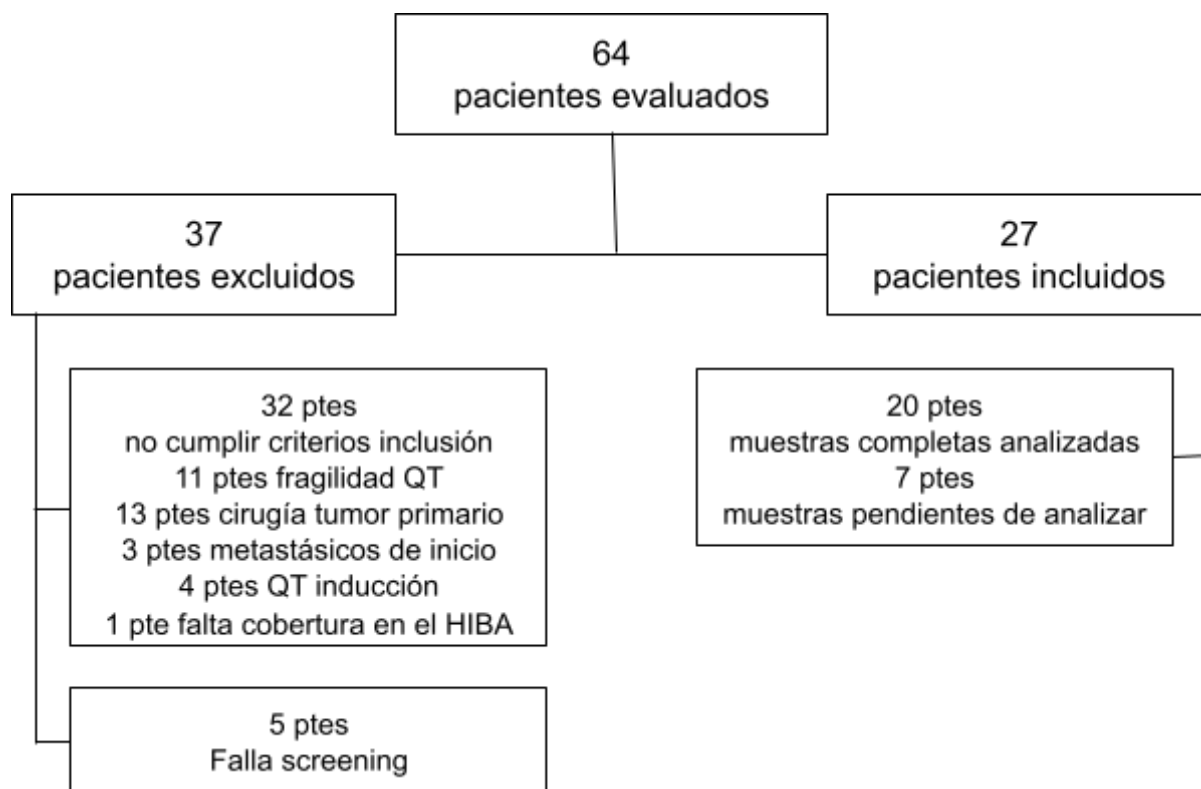 64
pacientes evaluados
37
pacientes excluidos
27
pacientes incluidos
32 ptes
no cumplir criterios inclusión
11 ptes fragilidad QT
13 ptes cirugía tumor primario
3 ptes metastásicos de inicio
4 ptes QT inducción
1 pte falta cobertura en el HIBA
20 ptes
muestras completas analizadas
7 ptes
muestras pendientes de analizar
5 ptes
Falla screening